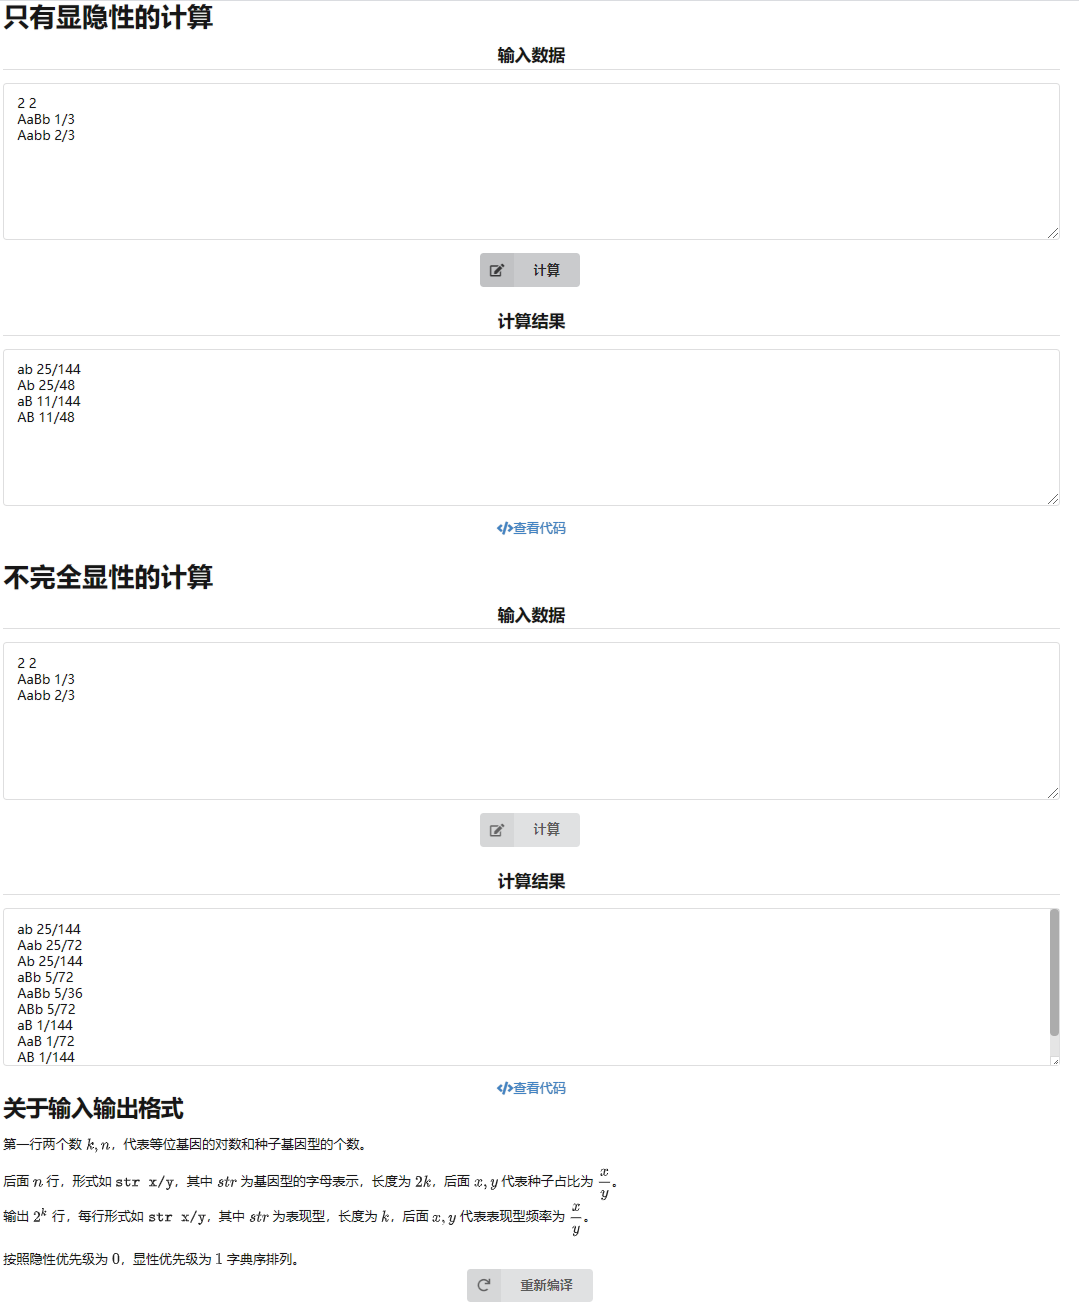 只有显隐性的计算
输入数据
2 2
AaBb 1/3
Aabb 2/3
计算
计算结果
ab 25/144
Ab 25/48
aB 11/144
AB 11/48
</>查看代码
不完全显性的计算
输入数据
2 2
AaBb 1/3
Aabb 2/3
计算
计算结果
ab 25/144
Aab 25/72
Ab 25/144
aBb 5/72
AaBb 5/36
ABb 5/72
aB 1/144
AaB 1/72
AB 1/144
</>查看代码
关于输入输出格式
第一行两个数 k, n，代表等位基因的对数和种子基因型的个数。
后面 n 行，形式如 str x/y，其中 str 为基因型的字母表示，长度为 2k，后面 x, y 代表种子占比为 x/y。
输出 2^k 行，每行形式如 str x/y，其中 str 为表现型，长度为 k，后面 x, y 代表表现型频率为 x/y。
按照隐性优先级为 0，显性优先级为 1 字典序排列。
重新编译